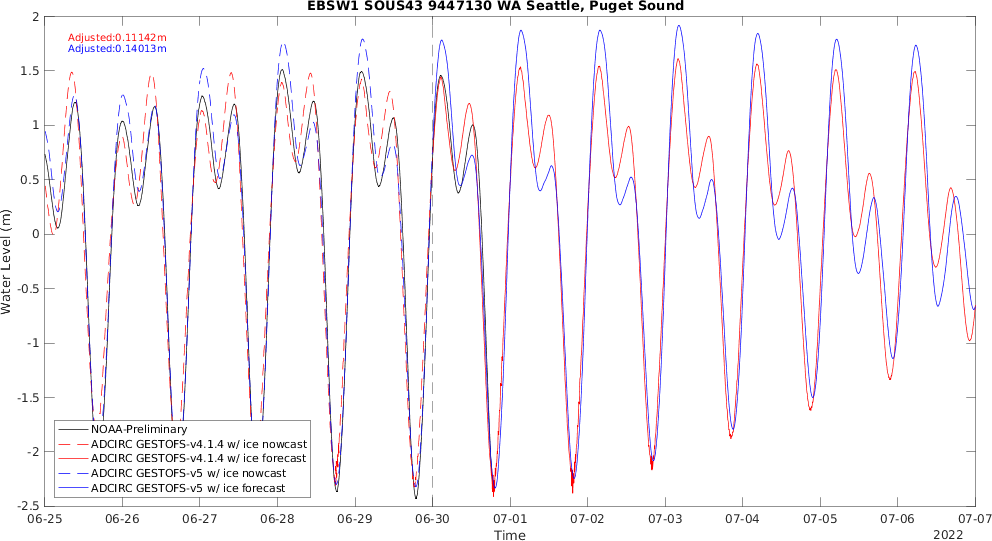 EBSW1 SOUS43 9447130 WA Seattle, Puget Sound
Adjusted:0.11142m
Adjusted:0.14013m
Water Level (m)
2
1.5
1
0.5
0
-0.5
-1
-1.5
-2
-2.5
NOAA-Preliminary
ADCIRC GESTOFS-v4.1.4 w/ ice nowcast
ADCIRC GESTOFS-v4.1.4 w/ ice forecast
ADCIRC GESTOFS-v5 w/ ice nowcast
ADCIRC GESTOFS-v5 w/ ice forecast
06-25 06-26 06-27 06-28 06-29 06-30 07-01 07-02 07-03 07-04 07-05 07-06 07-07
Time
2022